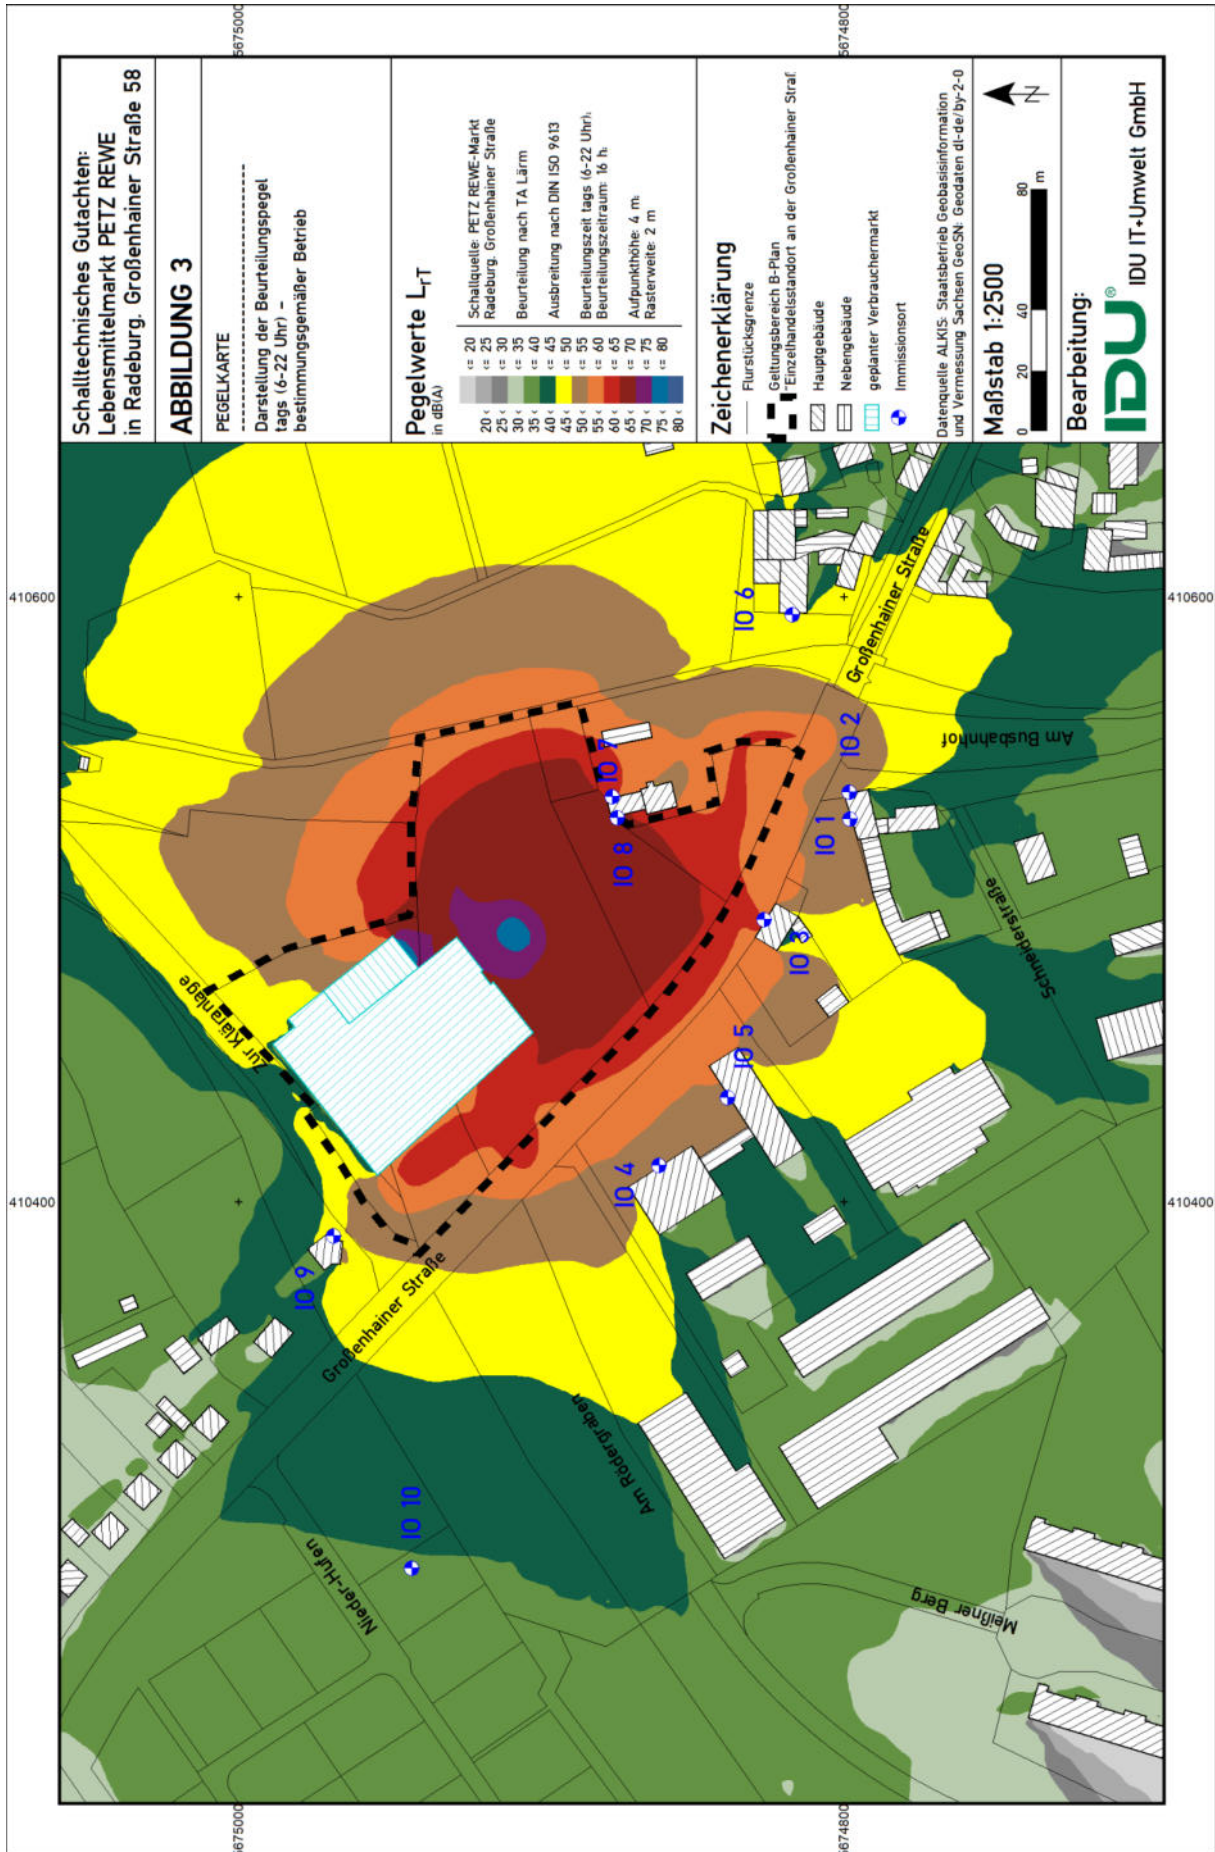 Schalltechnisches Gutachten:
Lebensmittelmarkt PETZ REWE
in Radeburg. Großenhainer Straße 58
ABBILDUNG 3
PEGELKARTE
Darstellung der Beurteilungspegel
tags (6-22 Uhr) -
bestimmungsgemäßer Betrieb
Pegelwerte LrT
in dB(A)
<= 20
20 < <= 25
25 < <= 30
30 < <= 35
35 < <= 40
40 < <= 45
45 < <= 50
50 < <= 55
55 < <= 60
60 < <= 65
65 < <= 70
70 < <= 75
75 < <= 80
80 <
Schallquelle: PETZ REWE-Markt
Radeburg. Großenhainer Straße
Beurteilung nach TA Lärm
Ausbreitung nach DIN ISO 9613
Beurteilungszeit tags (6-22 Uhr).
Beurteilungszeitraum: 16 h.
Aufpunkthöhe: 4 m.
Rasterweite: 2 m
Zeichenerklärung
Flurstücksgrenze
Geltungsbereich B-Plan
"Einzelhandelsstandort an der Großenhainer Straß
Hauptgebäude
Nebengebäude
geplanter Verbrauchermarkt
Immissionsort
Datenquelle ALKIS: Staatsbetrieb Geobasisinformation
und Vermessung Sachsen GeoSN: Geodaten dl-de/by-2-0
Maßstab 1:2500
0 20 40 80
m
N
Bearbeitung:
IDU®
IDU IT+Umwelt GmbH
5675000
5674800
410600
410600
410400
410400
5675000
5674800
Zur Kläranlage
Großenhainer Straße
Großenhainer Straße
Am Busbahnhof
Schneiderstraße
Am Rödergraben
Nieder-Hufen
Meißner Berg
IO 1
IO 2
IO 3
IO 4
IO 5
IO 6
IO 7
IO 8
IO 9
IO 10